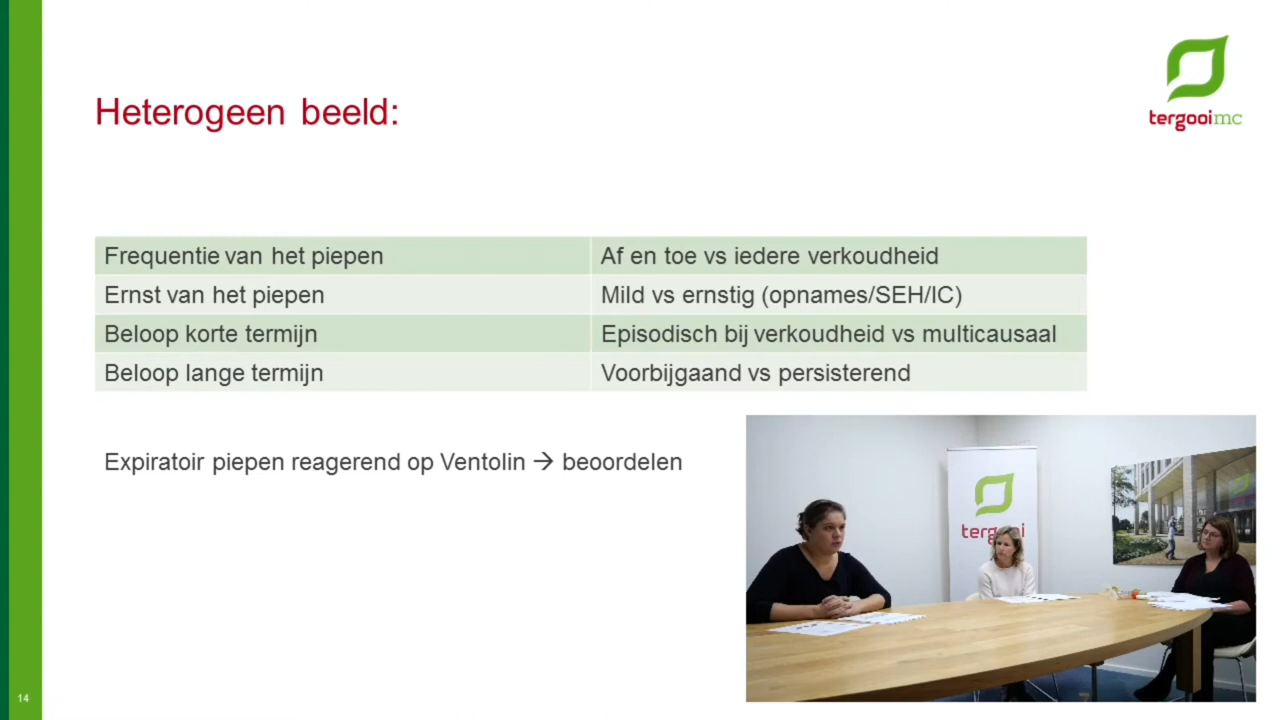 tergooimc
Heterogeen beeld:
Frequentie van het piepen Af en toe vs iedere verkoudheid
Ernst van het piepen Mild vs ernstig (opnames/SEH/IC)
Beloop korte termijn Episodisch bij verkoudheid vs multicausaal
Beloop lange termijn Voorbijgaand vs persisterend
Expiratoir piepen reagerend op Ventolin → beoordelen
tergooi
14